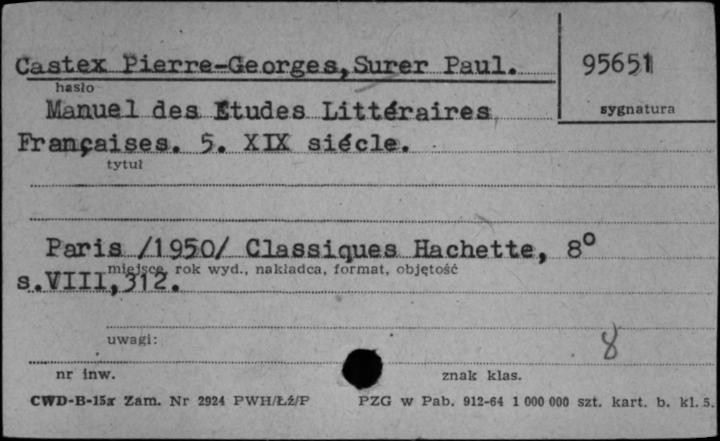 Castex Pierre-Georges, Surer Paul.
95651
hasło
sygnatura
Manuel des Études Littéraires
Françaises. 5. XIX siécle.
tytuł
Paris /1950/ Classiques Hachette, 8°
miejsce, rok wyd., nakładca, format, objętość
s.VIII,312.
uwagi:
8
nr inw.
znak klas.
CWD-B-15x Zam. Nr 2924 PWH/Łź/P PZG w Pab. 912-64 1 000 000 szt. kart. b. kl. 5.